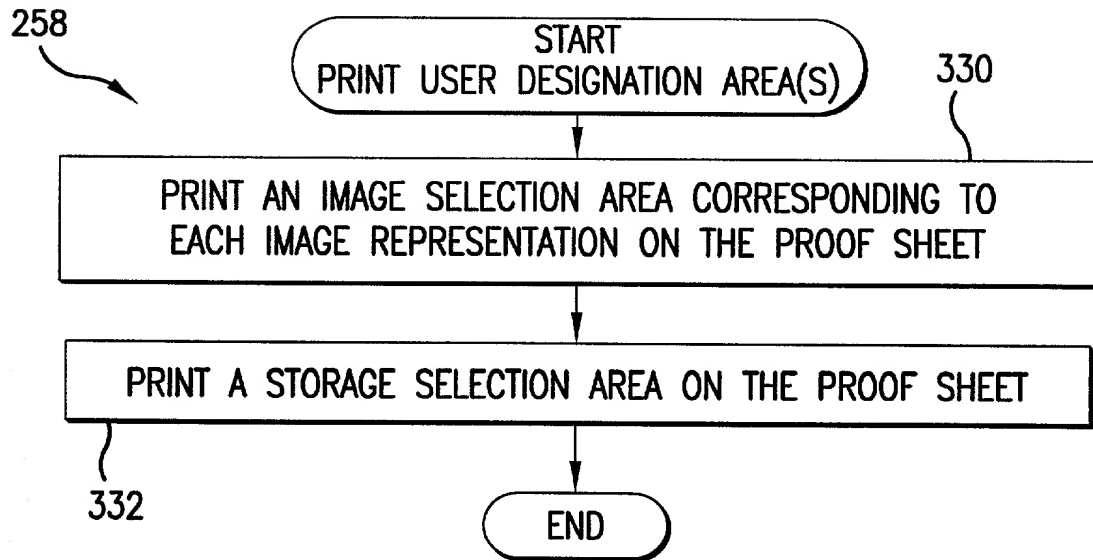 258
START
PRINT USER DESIGNATION AREA(S)
330
PRINT AN IMAGE SELECTION AREA CORRESPONDING TO
EACH IMAGE REPRESENTATION ON THE PROOF SHEET
PRINT A STORAGE SELECTION AREA ON THE PROOF SHEET
332
END